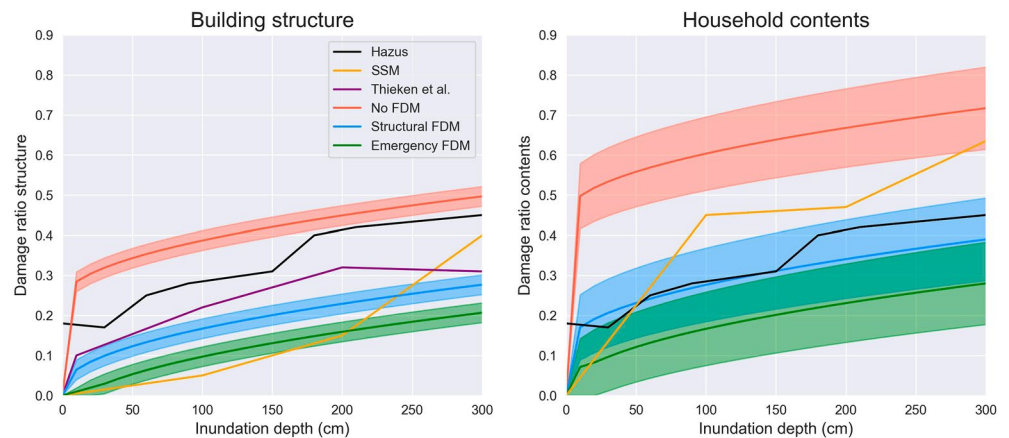 Building structure
0.9
0.8
0.7
0.6
0.5
0.4
0.3
0.2
0.1
0.0
Damage ratio structure
Hazus
SSM
Thieken et al.
No FDM
Structural FDM
Emergency FDM
0 50 100 150 200 250 300
Inundation depth (cm)
Household contents
0.9
0.8
0.7
0.6
0.5
0.4
0.3
0.2
0.1
0.0
Damage ratio contents
0 50 100 150 200 250 300
Inundation depth (cm)